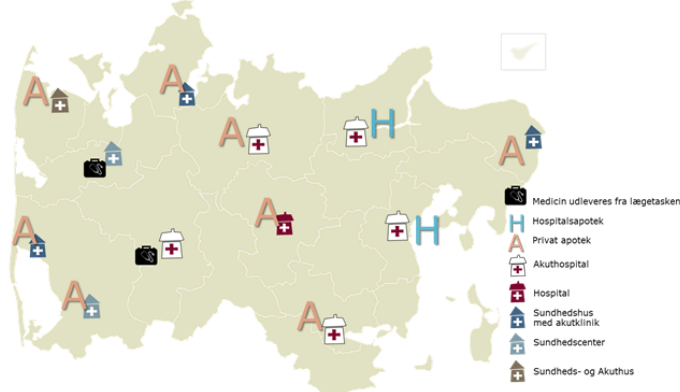 A
A
A
H
A
A
A
H
A
A
Medicin udleveres fra lægetasken
H Hospitalsapotek
A Privat apotek
Akuthospital
Hospital
Sundhedshus
med akutklinik
Sundhedscenter
Sundheds- og Akuthus